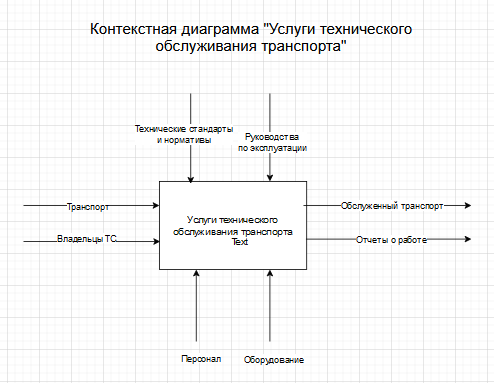 Контекстная диаграмма "Услуги технического
обслуживания транспорта"
Технические стандарты
и нормативы
Руководства
по эксплуатации
Транспорт
Владельцы ТС
Услуги технического
обслуживания транспорта
Text
Обслуженный транспорт
Отчеты о работе
Персонал
Оборудование